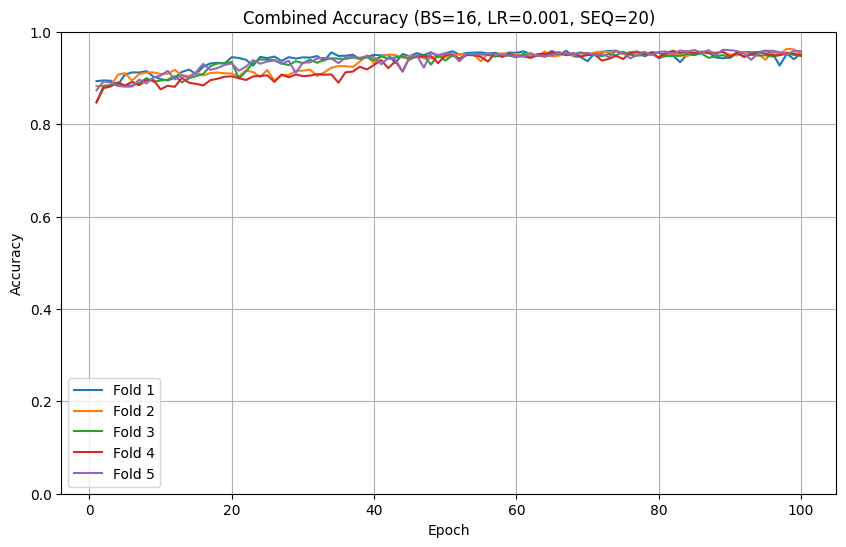 Combined Accuracy (BS=16, LR=0.001, SEQ=20)
1.0
0.8
0.6
0.4
0.2
0.0
Accuracy
Fold 1
Fold 2
Fold 3
Fold 4
Fold 5
0 20 40 60 80 100
Epoch